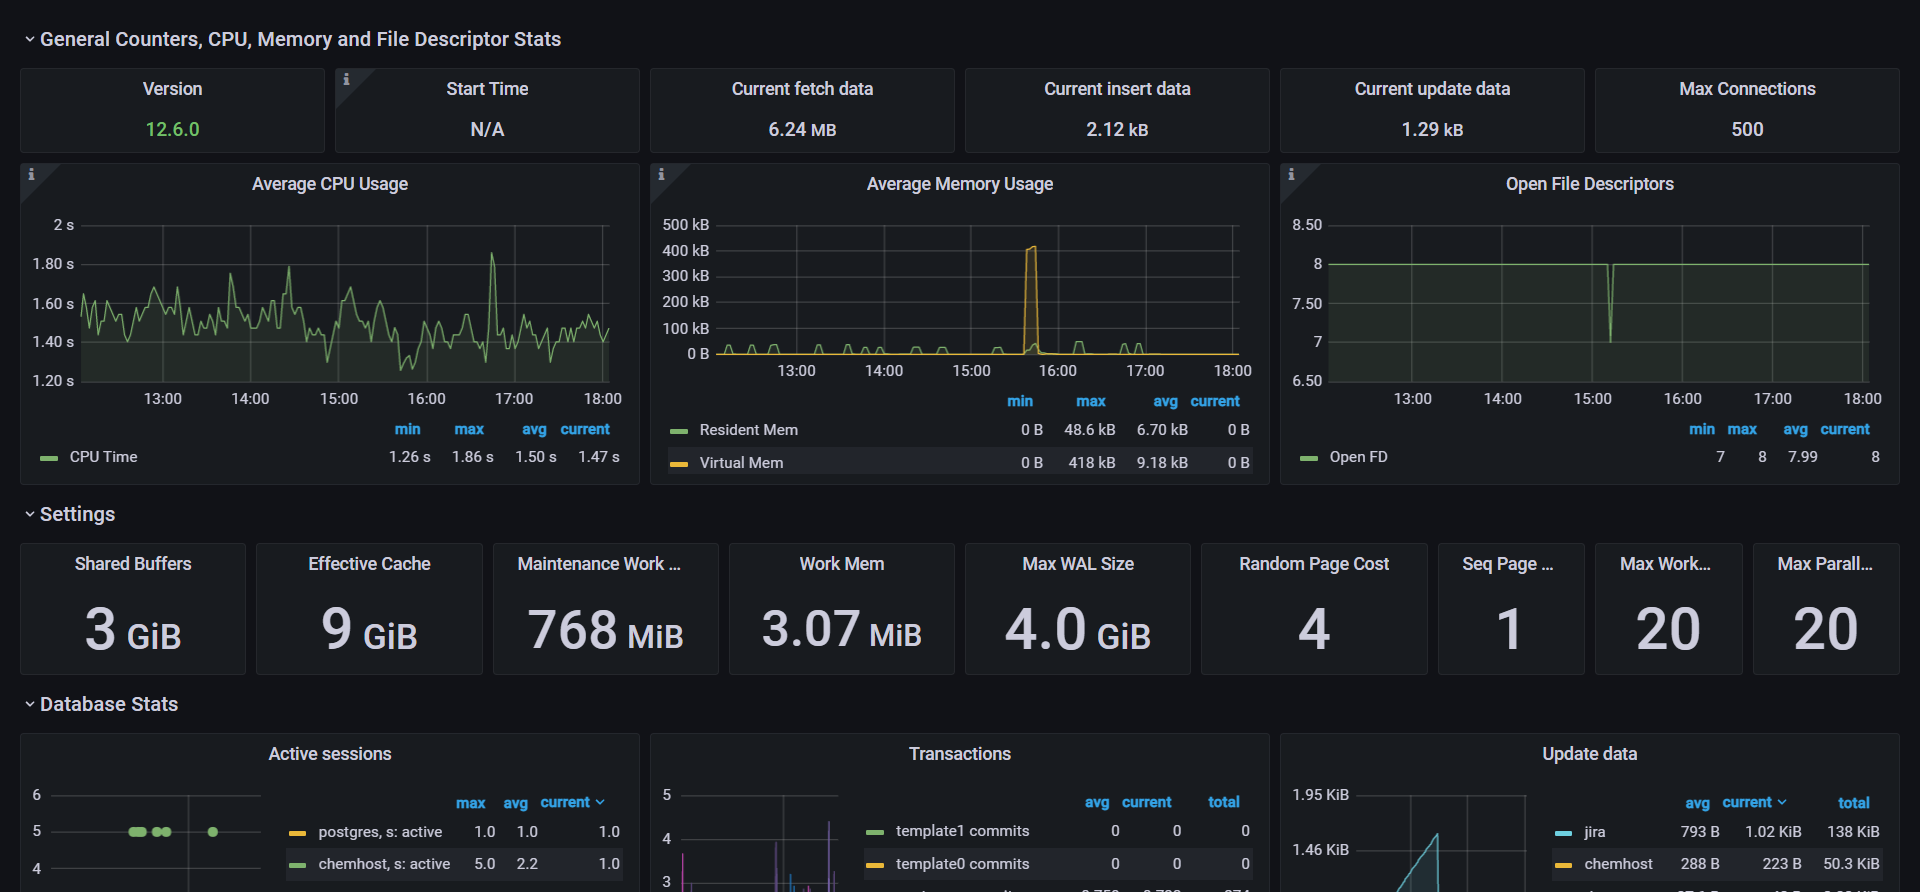 General Counters, CPU, Memory and File Descriptor Stats
Version
12.6.0
i
Start Time
N/A
Current fetch data
6.24 MB
Current insert data
2.12 kB
Current update data
1.29 kB
Max Connections
500
i
Average CPU Usage
2 s
1.80 s
1.60 s
1.40 s
1.20 s
13:00 14:00 15:00 16:00 17:00 18:00
min max avg current
CPU Time 1.26 s 1.86 s 1.50 s 1.47 s
i
Average Memory Usage
500 kB
400 kB
300 kB
200 kB
100 kB
0 B
13:00 14:00 15:00 16:00 17:00 18:00
min max avg current
Resident Mem 0 B 48.6 kB 6.70 kB 0 B
Virtual Mem 0 B 418 kB 9.18 kB 0 B
i
Open File Descriptors
8.50
8
7.50
7
6.50
13:00 14:00 15:00 16:00 17:00 18:00
min max avg current
Open FD 7 8 7.99 8
Settings
Shared Buffers
3 GiB
Effective Cache
9 GiB
Maintenance Work ...
768 MiB
Work Mem
3.07 MiB
Max WAL Size
4.0 GiB
Random Page Cost
4
Seq Page ...
1
Max Work...
20
Max Parall...
20
Database Stats
Active sessions
6
5
4
max avg current
postgres, s: active 1.0 1.0 1.0
chemhost, s: active 5.0 2.2 1.0
Transactions
5
4
3
avg current total
template1 commits 0 0 0
template0 commits 0 0 0
Update data
1.95 KiB
1.46 KiB
avg current total
jira 793 B 1.02 KiB 138 KiB
chemhost 288 B 223 B 50.3 KiB